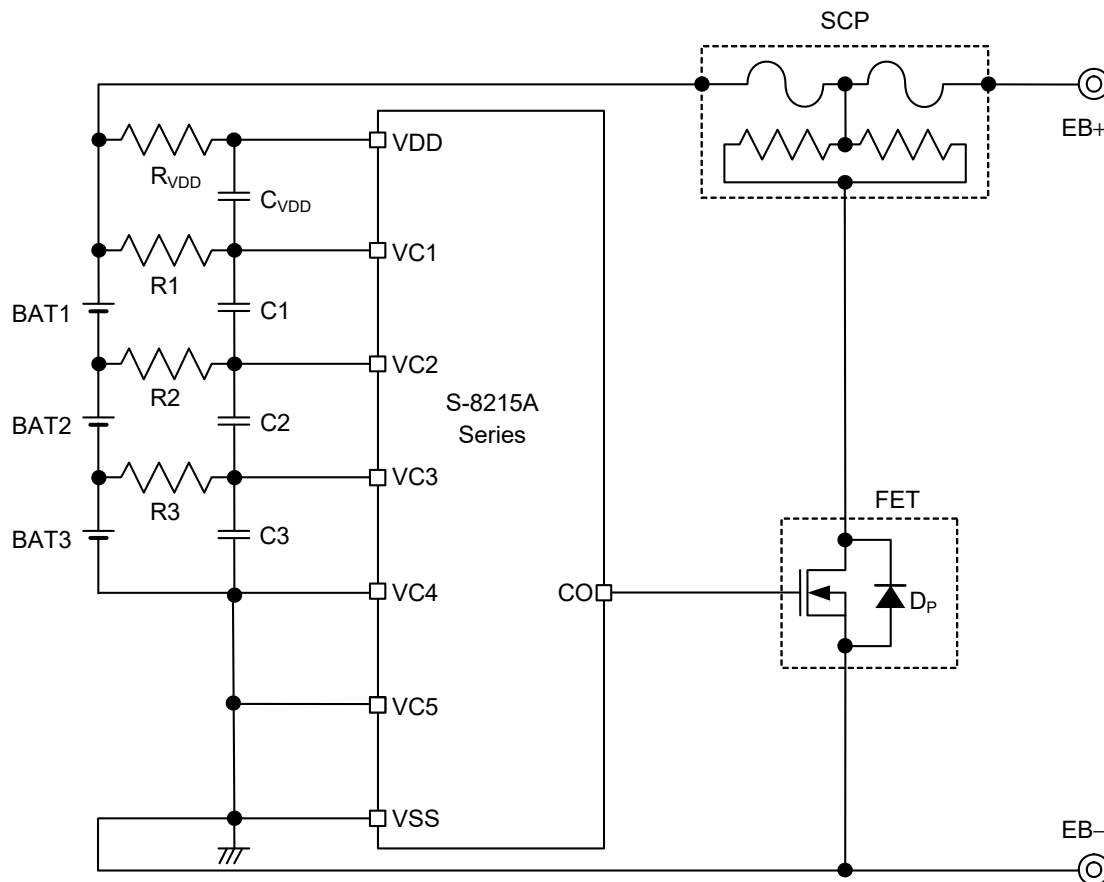 SCP
EB+
VDD
RVDD
CVDD
VC1
R1
BAT1
C1
VC2
R2
S-8215A
Series
BAT2
C2
VC3
R3
FET
BAT3
C3
VC4
CO
DP
VC5
VSS
EB−